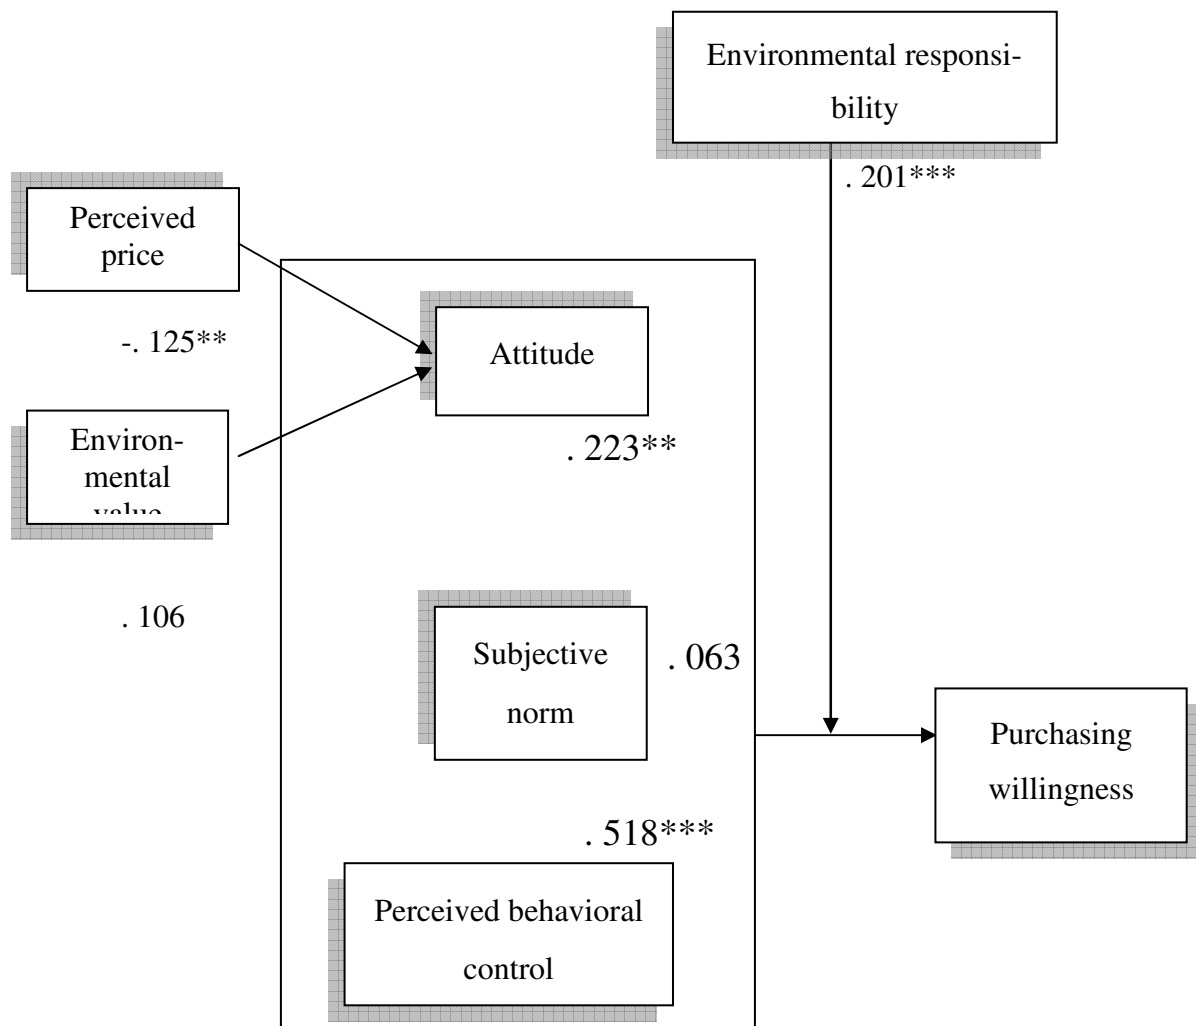 Environmental responsi-
bility
. 201***
Perceived
price
-. 125**
Attitude
. 223**
Environ-
mental
value
. 106
Subjective
norm
. 063
Purchasing
willingness
. 518***
Perceived behavioral
control